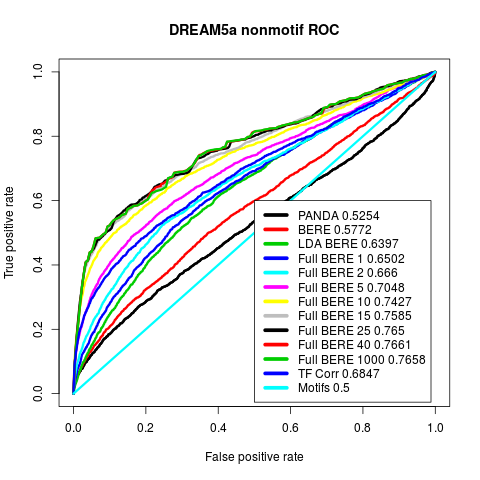 DREAM5a nonmotif ROC
True positive rate
1.0
0.8
0.6
0.4
0.2
0.0
PANDA 0.5254
BERE 0.5772
LDA BERE 0.6397
Full BERE 1 0.6502
Full BERE 2 0.666
Full BERE 5 0.7048
Full BERE 10 0.7427
Full BERE 15 0.7585
Full BERE 25 0.765
Full BERE 40 0.7661
Full BERE 1000 0.7658
TF Corr 0.6847
Motifs 0.5
0.0 0.2 0.4 0.6 0.8 1.0
False positive rate